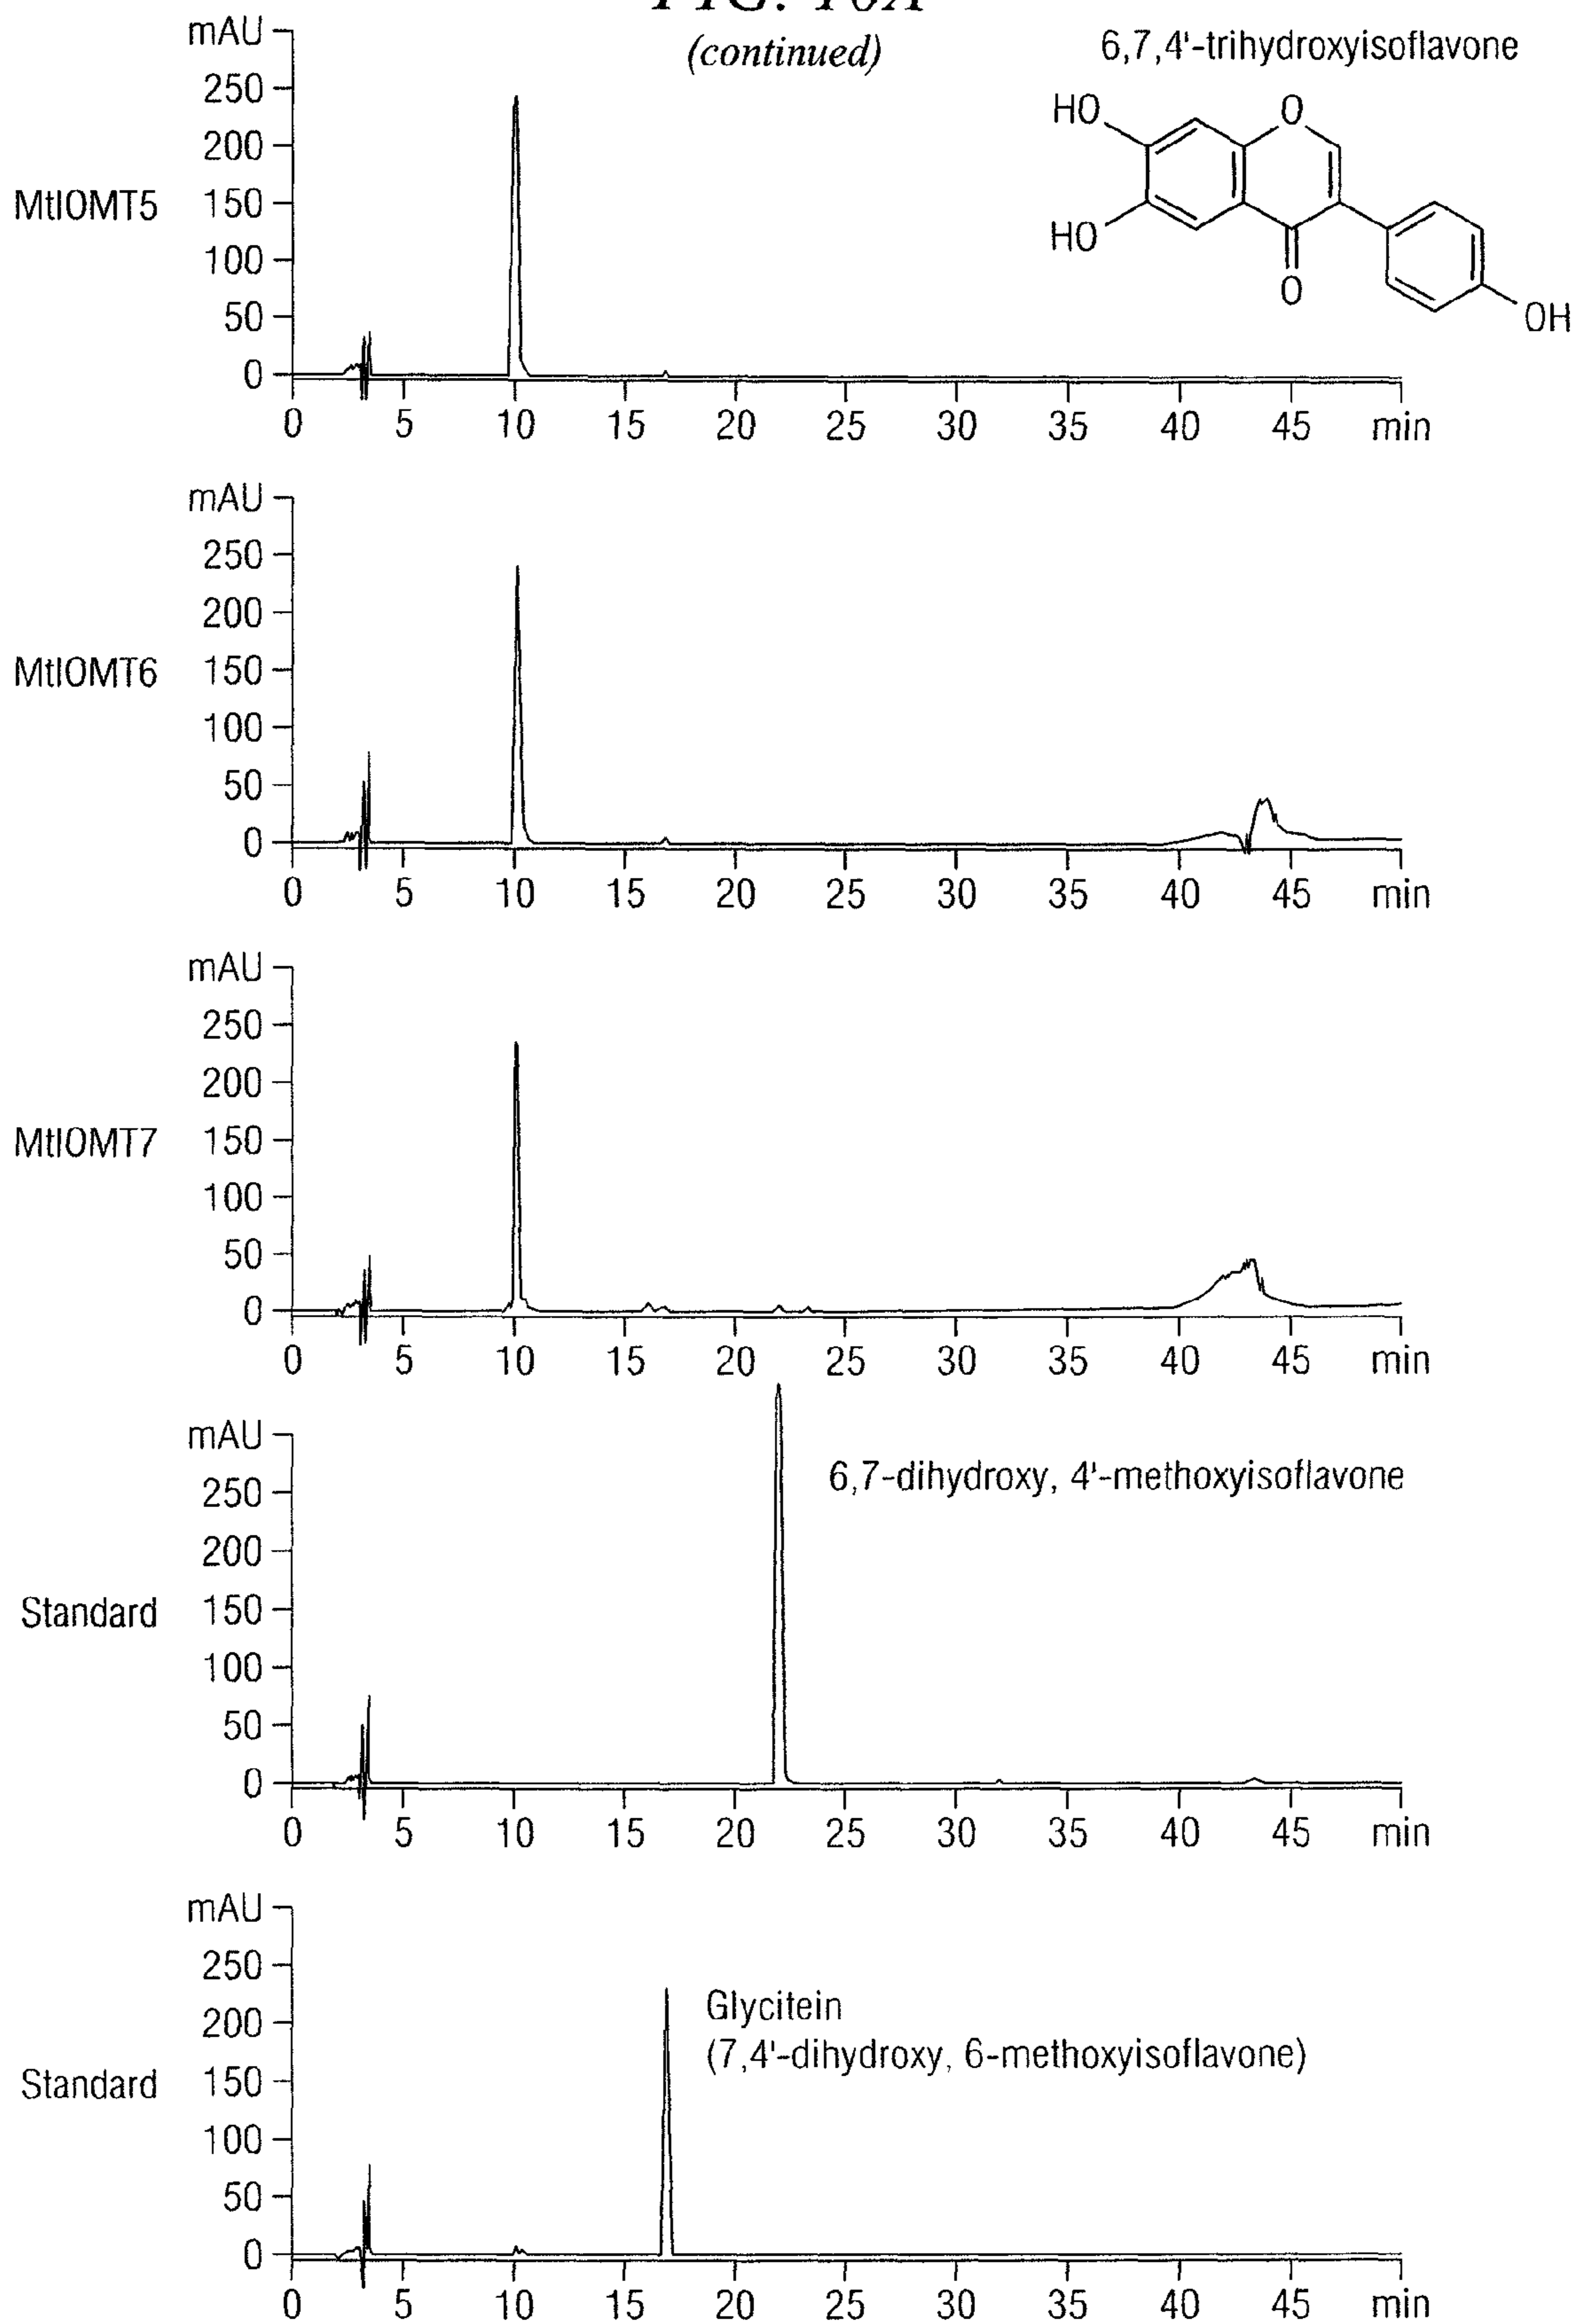 FIG. 10A
(continued)
6,7,4'-trihydroxyisoflavone
HO
O
HO
O
OH
MtIOMT5
mAU
250
200
150
100
50
0
0 5 10 15 20 25 30 35 40 45 min
MtIOMT6
mAU
250
200
150
100
50
0
0 5 10 15 20 25 30 35 40 45 min
MtIOMT7
mAU
250
200
150
100
50
0
0 5 10 15 20 25 30 35 40 45 min
Standard
mAU
6,7-dihydroxy, 4'-methoxyisoflavone
250
200
150
100
50
0
0 5 10 15 20 25 30 35 40 45 min
Standard
mAU
250
Glycitein
200
(7,4'-dihydroxy, 6-methoxyisoflavone)
150
100
50
0
0 5 10 15 20 25 30 35 40 45 min